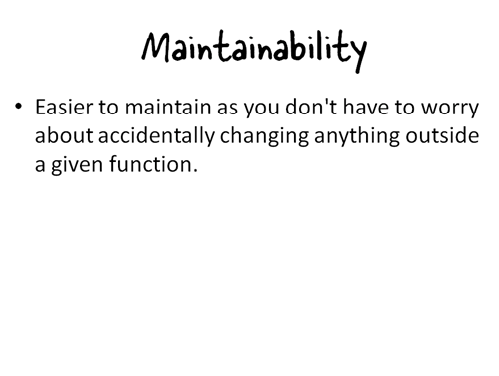 Maintainability
• Easier to maintain as you don't have to worry
about accidentally changing anything outside
a given function.